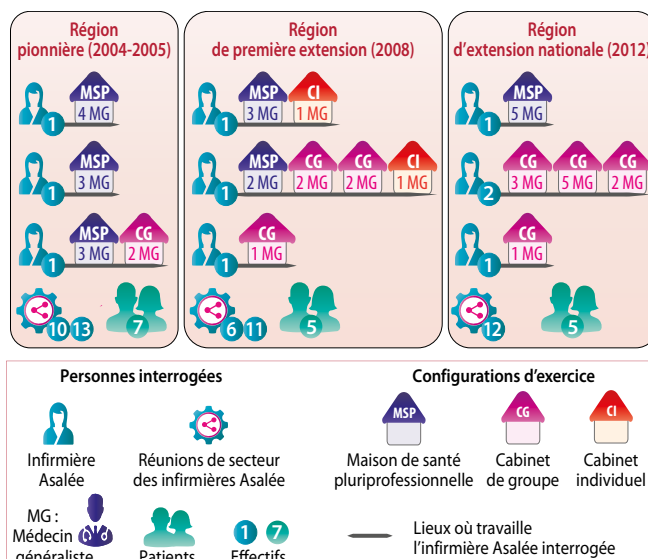 Région
pionnière (2004-2005)
MSP
1
4 MG
MSP
1
3 MG
MSP CG
1
3 MG 2 MG
10 13 7
Région
de première extension (2008)
MSP CI
1
3 MG 1 MG
MSP CG CG CI
1
2 MG 2 MG 2 MG 1 MG
CG
1
1 MG
6 11 5
Région
d'extension nationale (2012)
MSP
1
5 MG
CG CG CG
2
3 MG 5 MG 2 MG
CG
1
1 MG
12 5
Personnes interrogées
Infirmière
Asalée
Réunions de secteur
des infirmières Asalée
MG :
Médecin
généraliste
Patients
1 7
Effectifs
Configurations d'exercice
MSP
Maison de santé
pluriprofessionnelle
CG
Cabinet
de groupe
CI
Cabinet
individuel
Lieux où travaille
l'infirmière Asalée interrogée